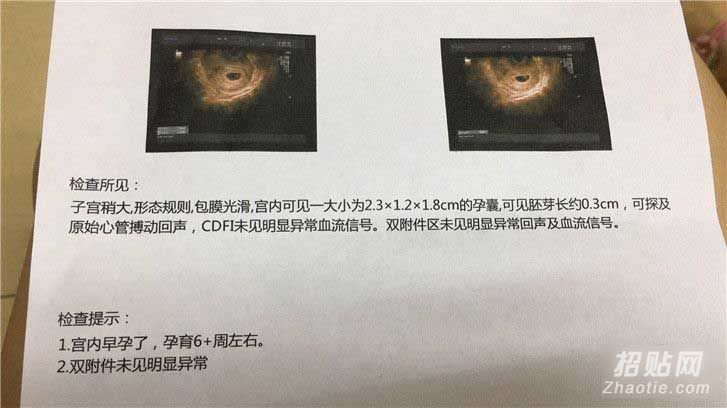 检查所见：
子宫稍大,形态规则,包膜光滑,宫内可见一大小为2.3×1.2×1.8cm的孕囊,可见胚芽长约0.3cm，可探及
原始心管搏动回声，CDFI未见明显异常血流信号。双附件区未见明显异常回声及血流信号。
检查提示：
1.宫内早孕了，孕育6+周左右。
2.双附件未见明显异常
招贴网
Zhaotie.com